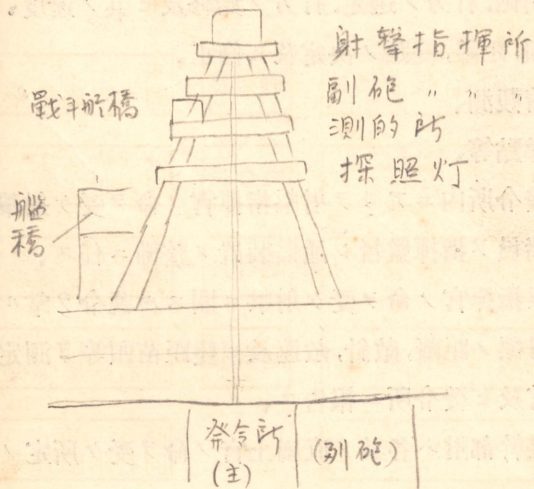 射撃指揮所
副砲 〃 〃 〃
測的所
探照灯
戰斗艦橋
艦橋
発令所
(主)
(副砲)